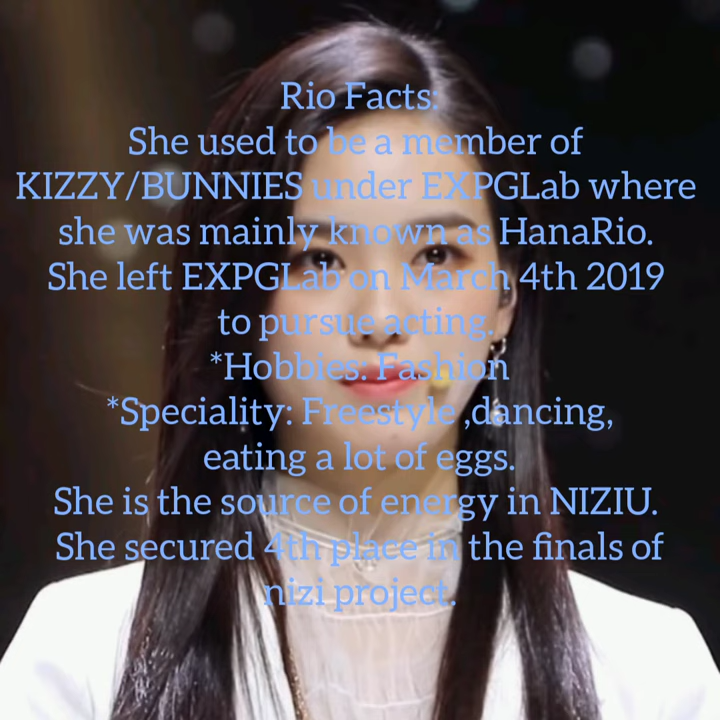 Rio Facts:
She used to be a member of
KIZZY/BUNNIES under EXPGLab where
she was mainly known as HanaRio.
She left EXPGLab on March 4th 2019
to pursue acting.
*Hobbies: Fashion
*Speciality: Freestyle ,dancing,
eating a lot of eggs.
She is the source of energy in NIZIU.
She secured 4th place in the finals of
nizi project.